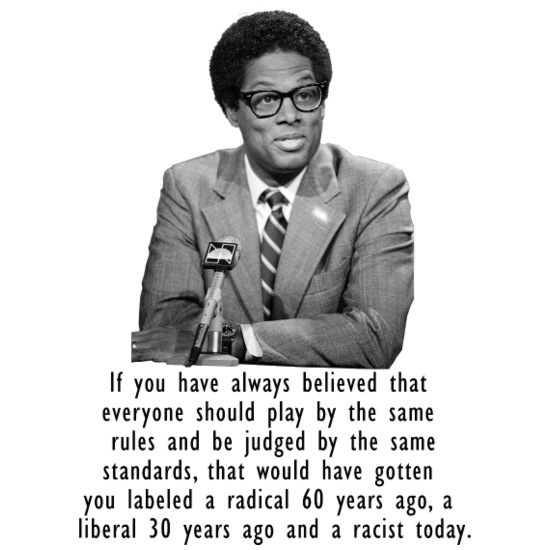 If you have always believed that
everyone should play by the same
rules and be judged by the same
standards, that would have gotten
you labeled a radical 60 years ago, a
liberal 30 years ago and a racist today.